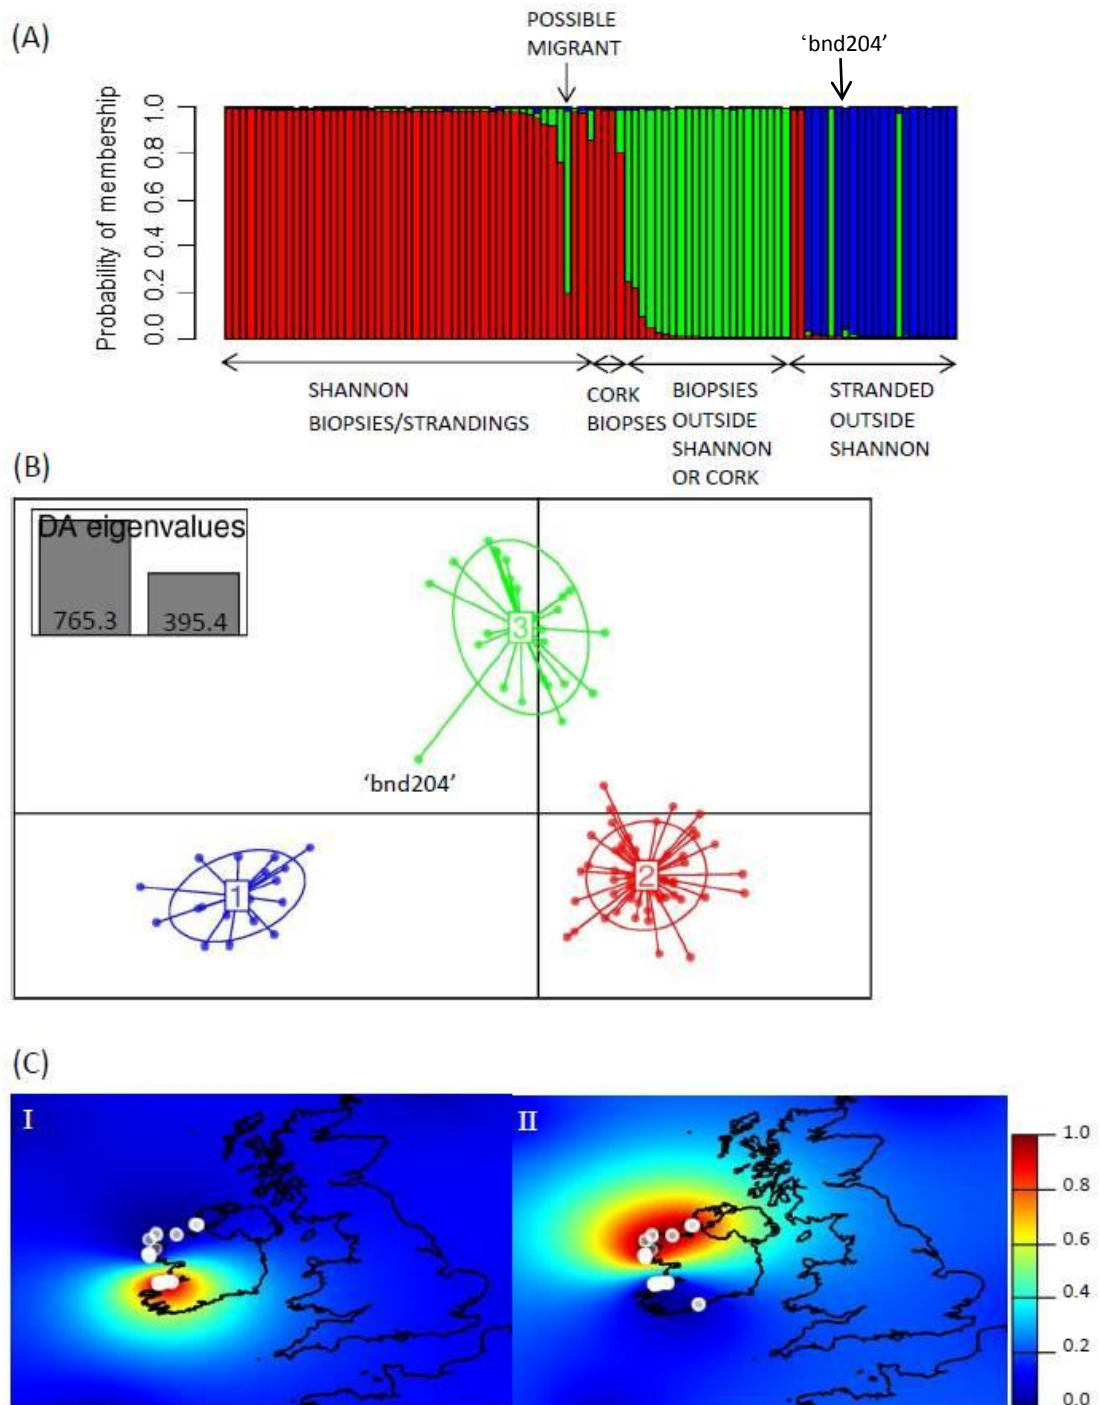 (A)
POSSIBLE
MIGRANT
‘bnd204’
Probability of membership
1.0
0.8
0.6
0.4
0.2
0.0
SHANNON
BIOPSIES/STRANDINGS
CORK
BIOPSES
BIOPSIES
OUTSIDE
SHANNON
OR CORK
STRANDED
OUTSIDE
SHANNON
(B)
DA eigenvalues
765.3
395.4
3
‘bnd204’
1
2
(C)
I
II
1.0
0.8
0.6
0.4
0.2
0.0